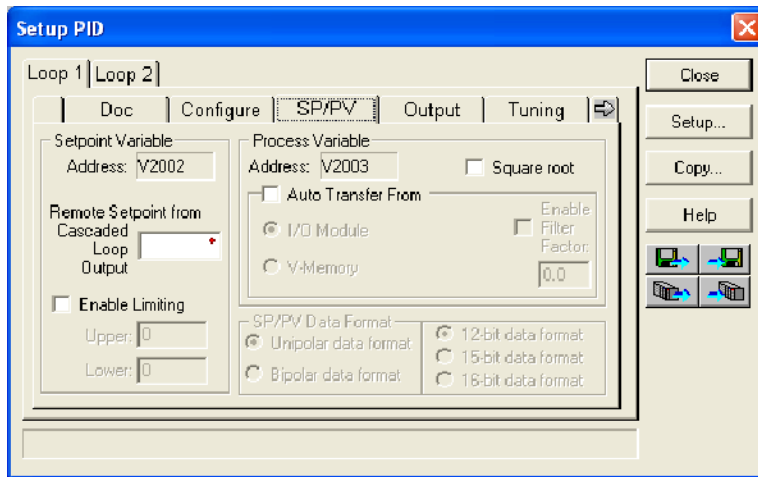 Setup PID
Loop 1 Loop 2
Doc Configure SP/PV Output Tuning
Setpoint Variable
Address: V2002
Remote Setpoint from
Cascaded
Loop
Output
*
Enable Limiting
Upper: 0
Lower: 0
Process Variable
Address: V2003
Square root
Auto Transfer From
I/O Module
V-Memory
Enable
Filter
Factor:
0.0
SP/PV Data Format
Unipolar data format
Bipolar data format
12-bit data format
15-bit data format
16-bit data format
Close
Setup...
Copy...
Help